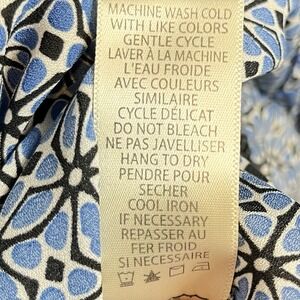 MACHINE WASH COLD
WITH LIKE COLORS
GENTLE CYCLE
LAVER À LA MACHINE
L'EAU FROIDE
AVEC COULEURS
SIMILAIRE
CYCLE DÉLICAT
DO NOT BLEACH
NE PAS JAVELLISER
HANG TO DRY
PENDRE POUR
SECHER
COOL IRON
IF NECESSARY
REPASSER AU
FER FROID
SI NECESSAIRE